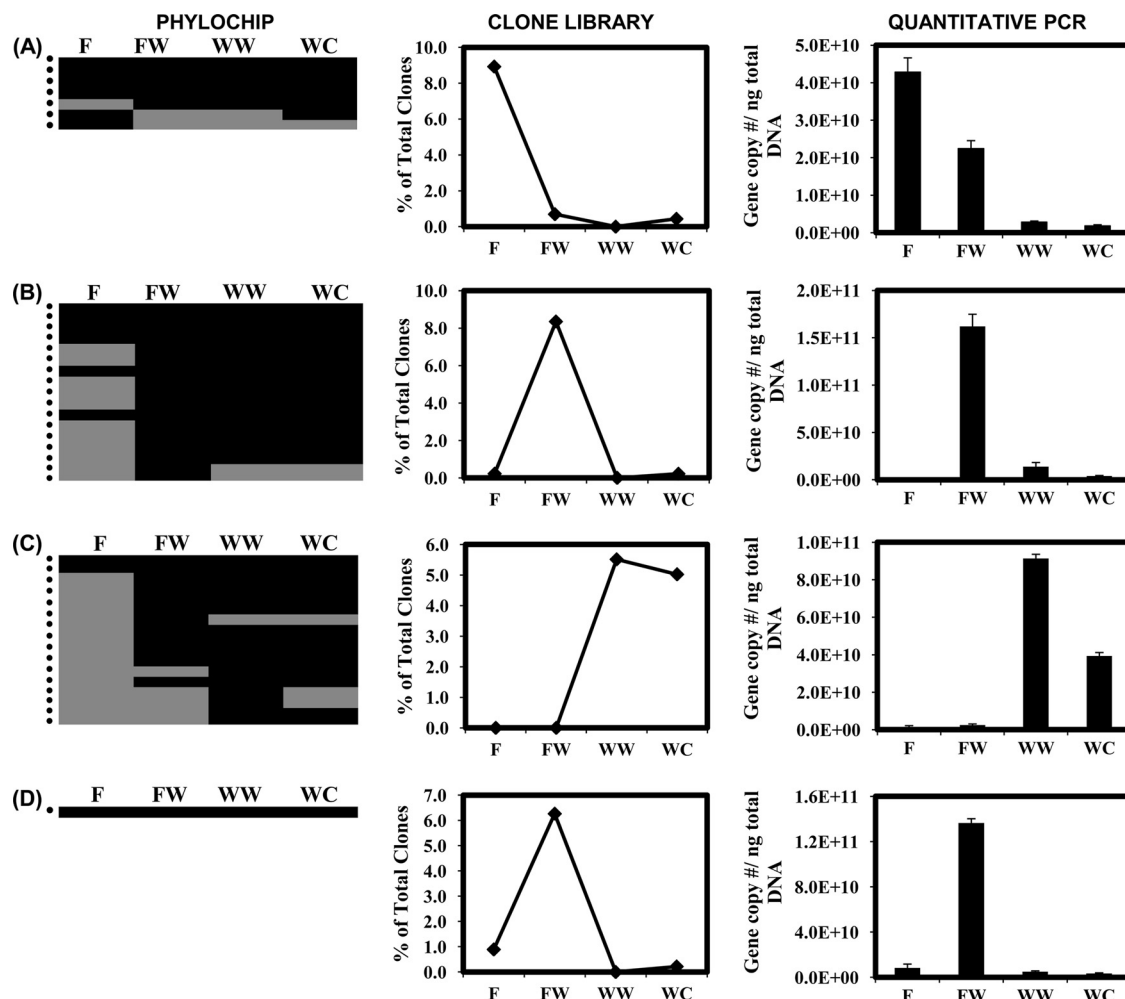 PHYLOCHIP
CLONE LIBRARY
QUANTITATIVE PCR
(A)
F FW WW WC
% of Total Clones
10.0
8.0
6.0
4.0
2.0
0.0
F FW WW WC
Gene copy #/ ng total
DNA
5.0E+10
4.0E+10
3.0E+10
2.0E+10
1.0E+10
0.0E+00
F FW WW WC
(B)
F FW WW WC
% of Total Clones
10.0
8.0
6.0
4.0
2.0
0.0
F FW WW WC
Gene copy #/ ng total
DNA
2.0E+11
1.5E+11
1.0E+11
5.0E+10
0.0E+00
F FW WW WC
(C)
F FW WW WC
% of Total Clones
6.0
5.0
4.0
3.0
2.0
1.0
0.0
F FW WW WC
Gene copy #/ ng total
DNA
1.0E+11
8.0E+10
6.0E+10
4.0E+10
2.0E+10
0.0E+00
F FW WW WC
(D)
F FW WW WC
% of Total Clones
7.0
6.0
5.0
4.0
3.0
2.0
1.0
0.0
F FW WW WC
Gene copy #/ ng total
DNA
1.6E+11
1.2E+11
8.0E+10
4.0E+10
0.0E+00
F FW WW WC